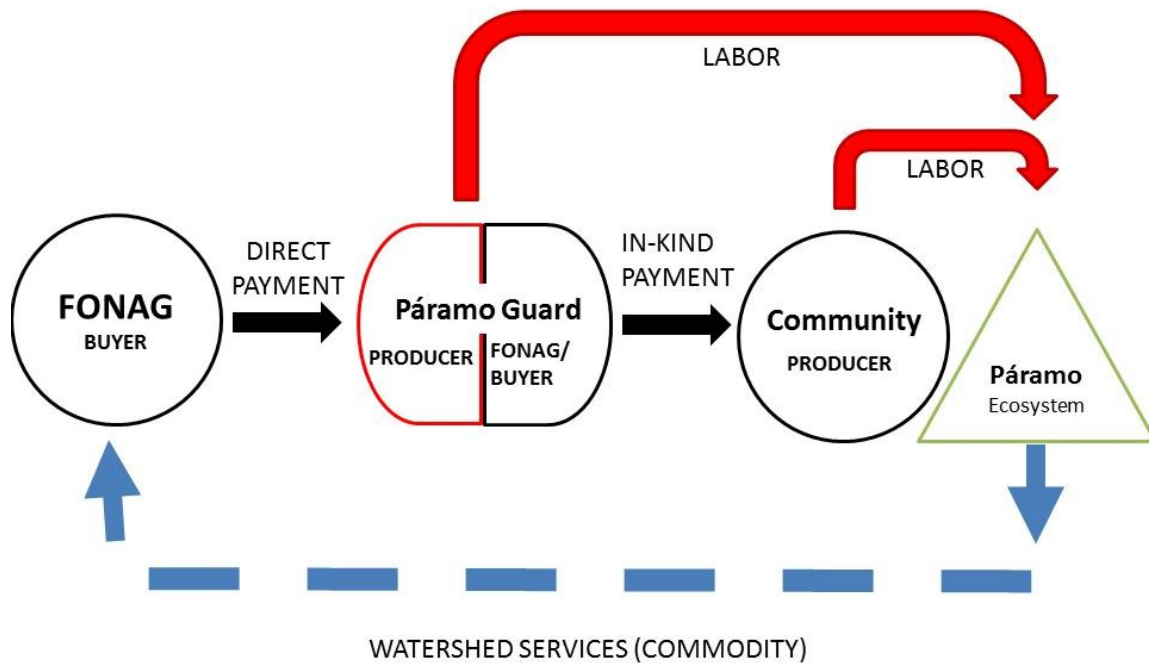 LABOR
LABOR
FONAG
BUYER
DIRECT
PAYMENT
Páramo Guard
PRODUCER
FONAG/
BUYER
IN-KIND
PAYMENT
Community
PRODUCER
Páramo
Ecosystem
WATERSHED SERVICES (COMMODITY)